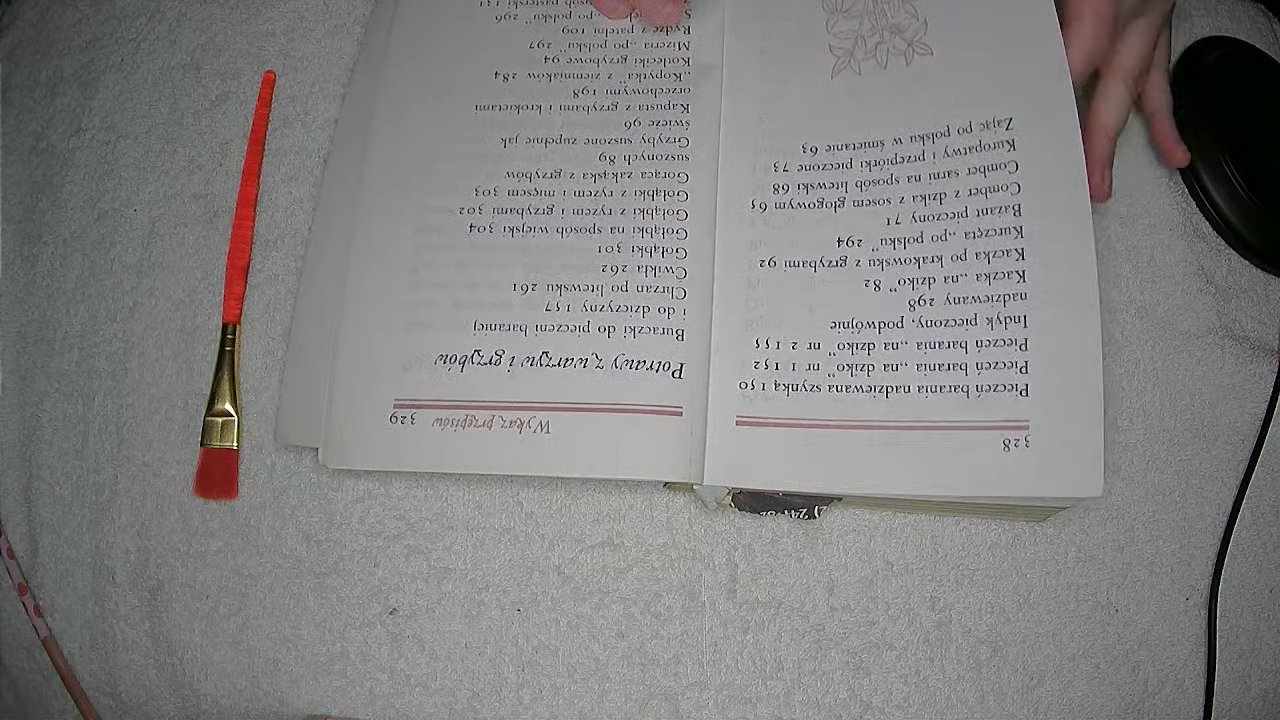 328
Pieczeń barania nadziewana szynką 150
Pieczeń barania „na dziko” nr 1 152
Pieczeń barania „na dziko” nr 2 155
Indyk pieczony, podwójnie
nadziewany 298
Kaczka „na dziko” 82
Kaczka po krakowsku z grzybami 92
Kurczęta „po polsku” 294
Bażant pieczony 71
Comber z dzika z sosem głogowym 65
Comber sarni na sposób litewski 68
Kuropatwy i przepiórki pieczone 73
Zając po polsku w śmietanie 63
Wykaz przepisów 329
Potrawy z warzyw i grzybów
Buraczki do pieczeni baraniej
i do dziczyzny 157
Chrzan po litewsku 261
Ćwikła 262
Gołąbki 301
Gołąbki na sposób wiejski 304
Gołąbki z ryżem i grzybami 302
Gołąbki z ryżem i mięsem 303
Gorąca zakąska z grzybów
suszonych 89
Grzyby suszone zupełnie jak
świeże 96
Kapusta z grzybami i krokietami
orzechowymi 198
„Kopytka” z ziemniaków 284
Kotleciki grzybowe 94
Mizeria „po polsku” 297
Rydze z patelni 109
„po polsku” 296
131